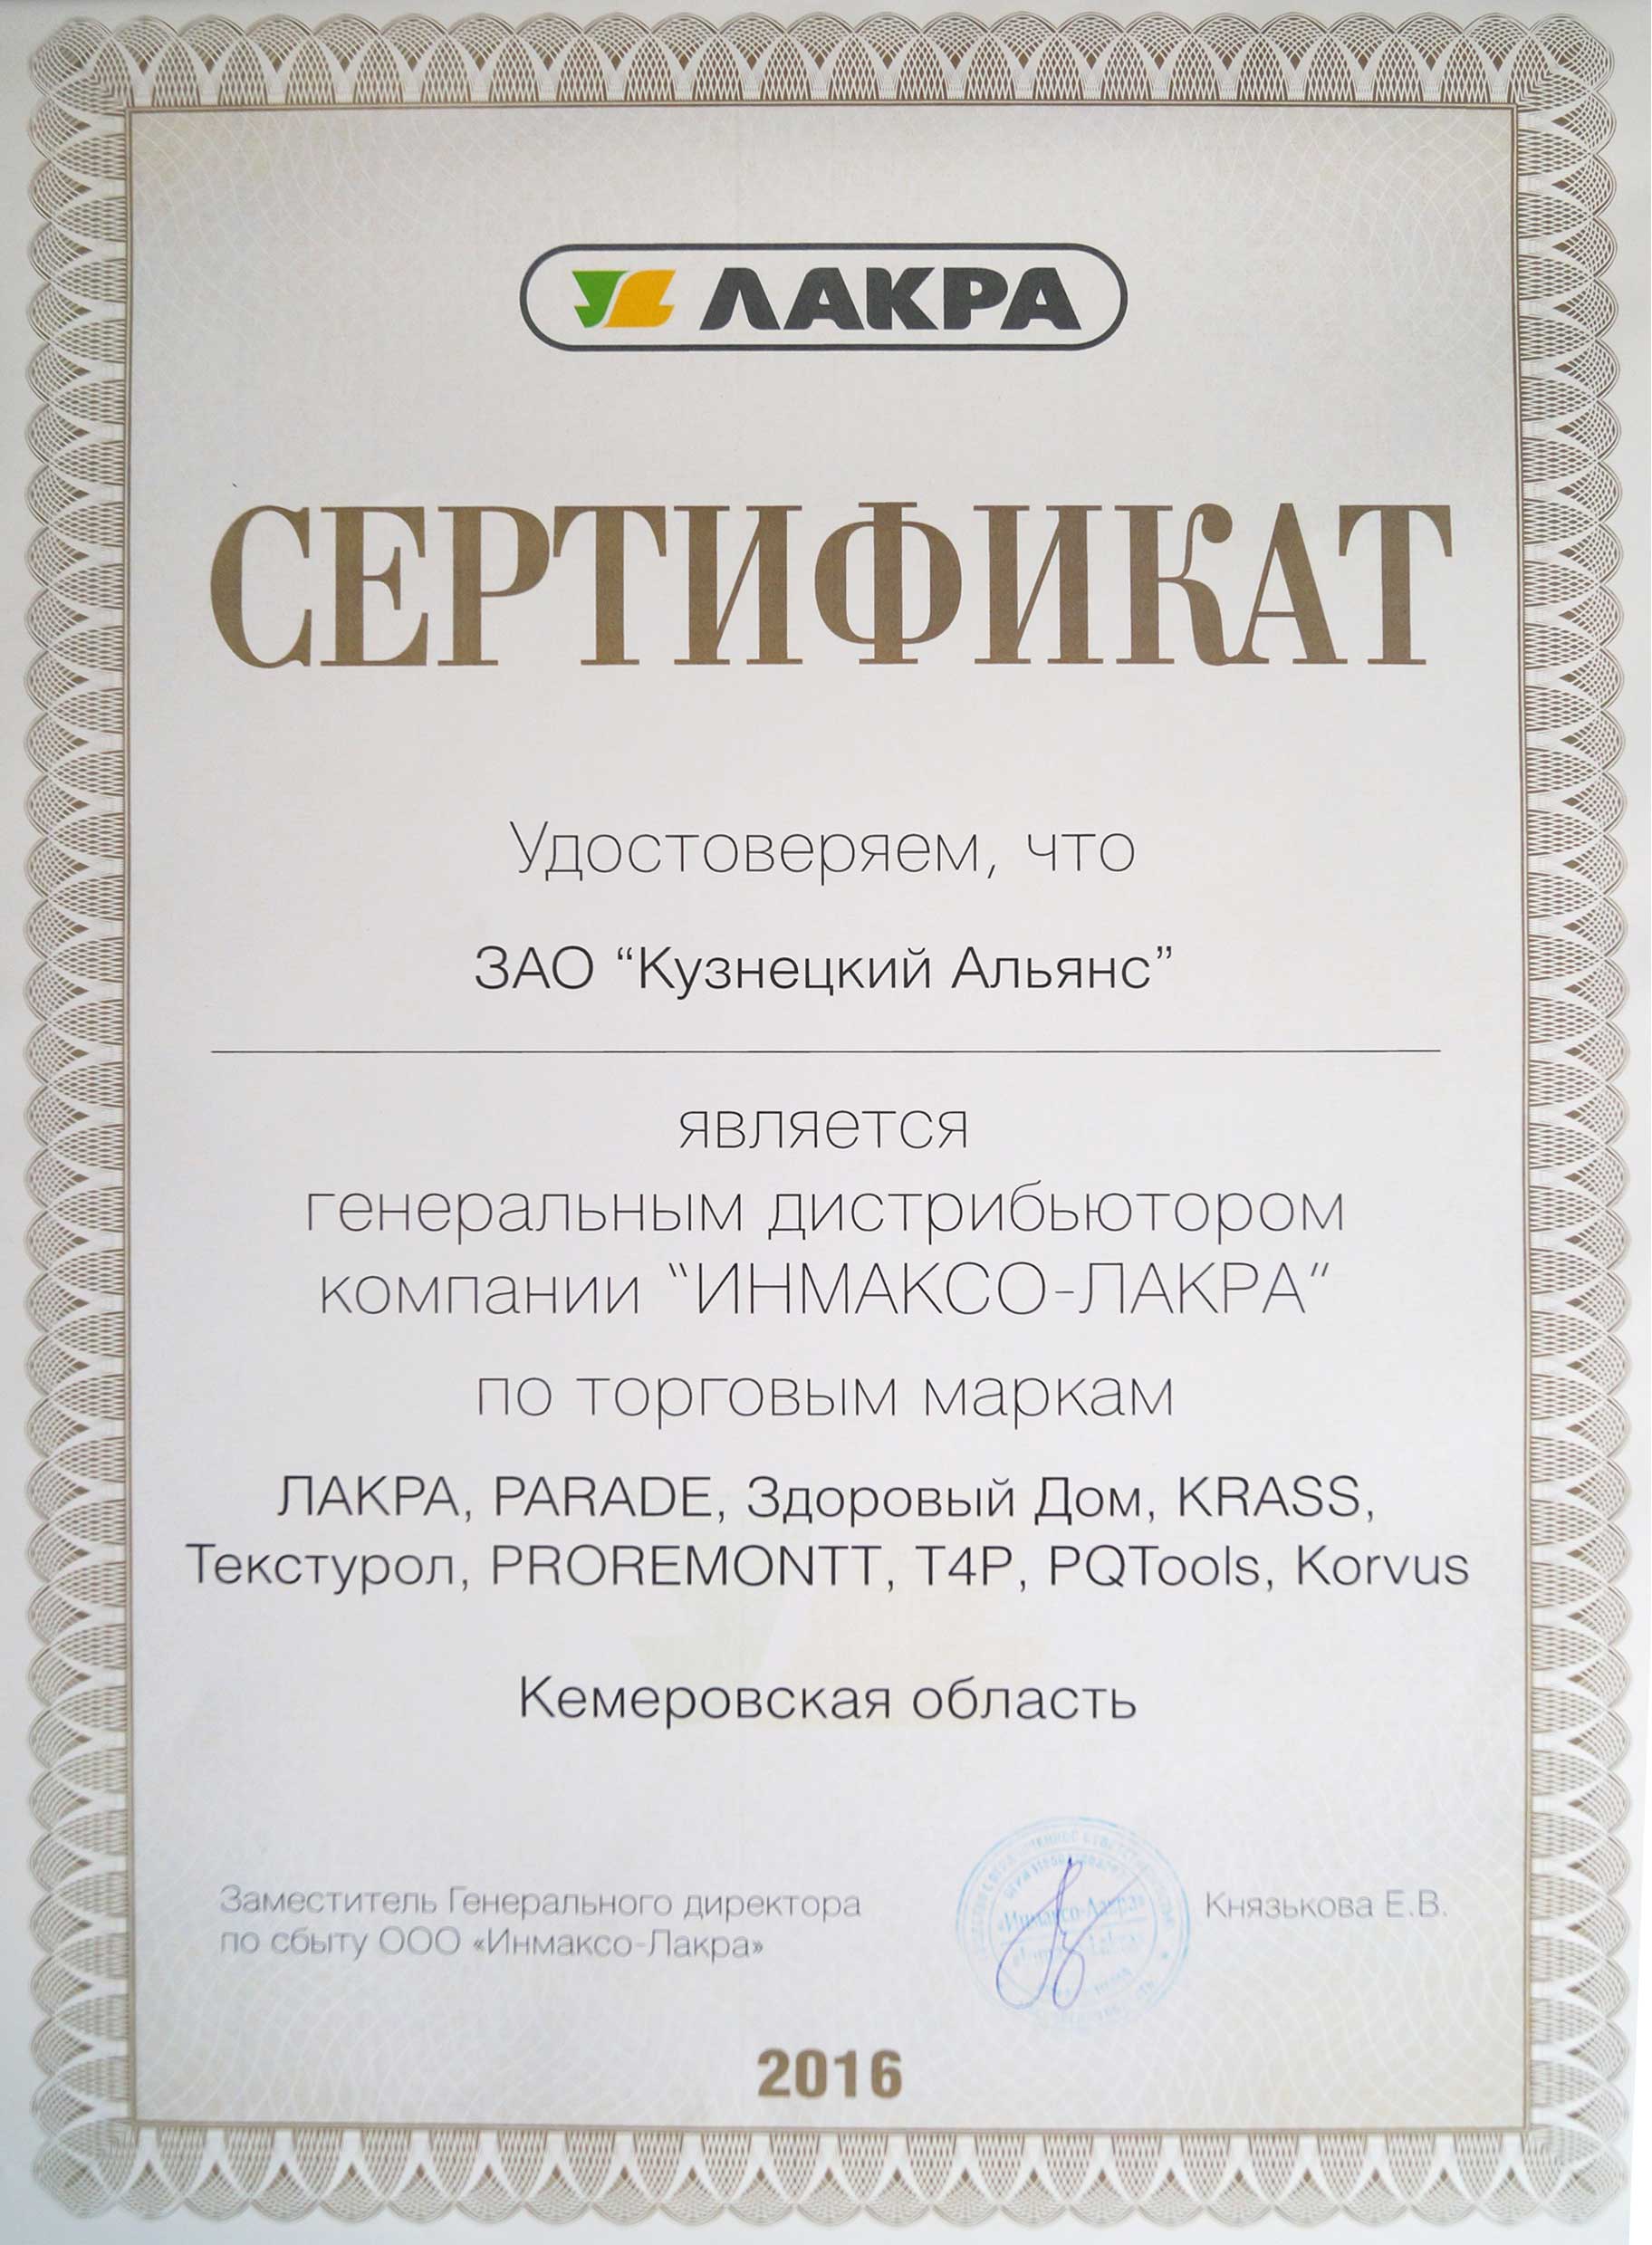 ЛАКРА
СЕРТИФИКАТ
Удостоверяем, что
ЗАО “Кузнецкий Альянс”
является
генеральным дистрибьютором
компании “ИНМАКСО-ЛАКРА”
по торговым маркам
ЛАКРА, PARADE, Здоровый Дом, KRASS,
Текстурол, PROREMONTT, T4P, PQTools, Korvus
Кемеровская область
Заместитель Генерального директора
по сбыту ООО «Инмаксо-Лакра»
«Инмаксо-Лакра»
Князькова Е.В.
2016